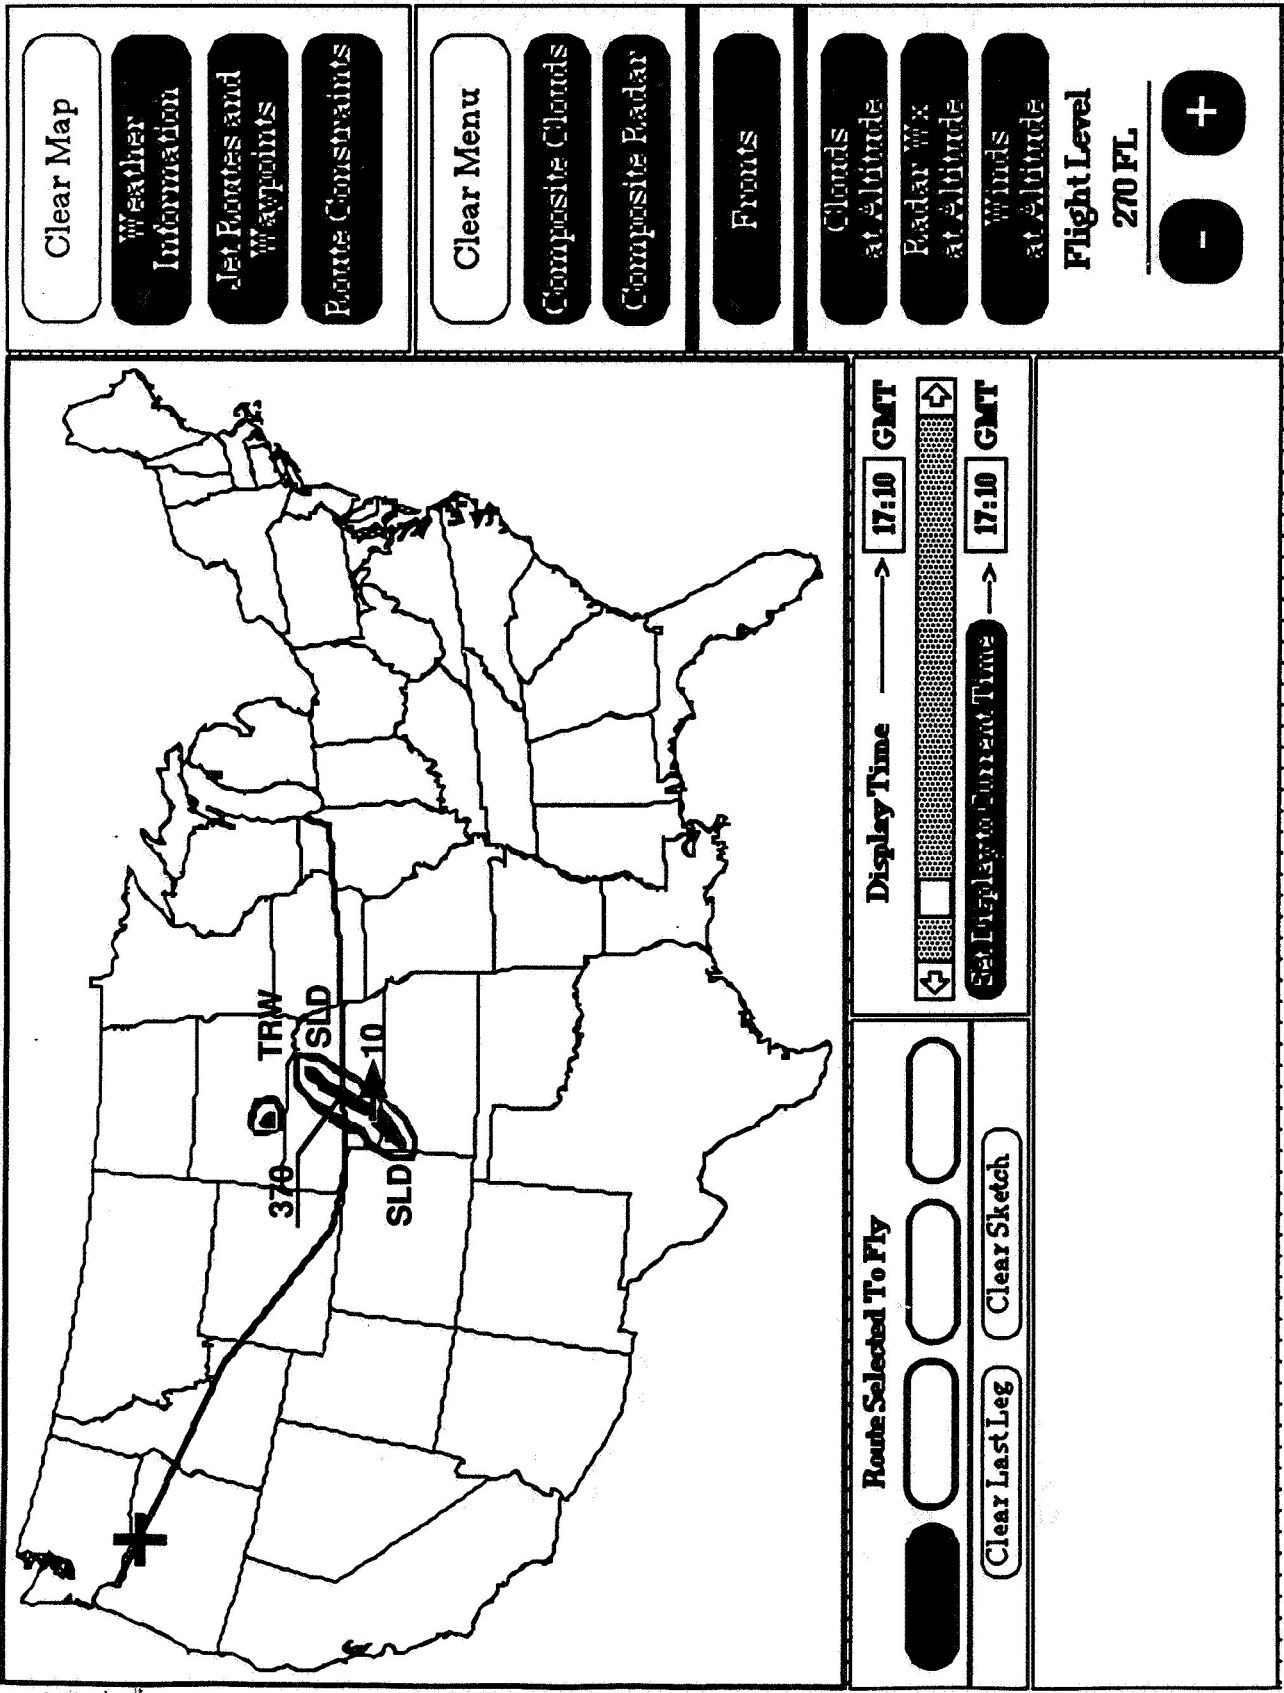 Clear Map
Weather
Information
Jet Routes and
Waypoints
Route Constraints
Clear Menu
Composite Clouds
Composite Radar
Fronts
Clouds
at Altitude
Radar Wx
at Altitude
Winds
at Altitude
Flight Level
270 FL
- +
TRW
SLD
370
10
SLD
Display Time ——> 17:10 GMT
Set Display to Current Time —> 17:10 GMT
Route Selected To Fly
Clear Last Leg
Clear Sketch